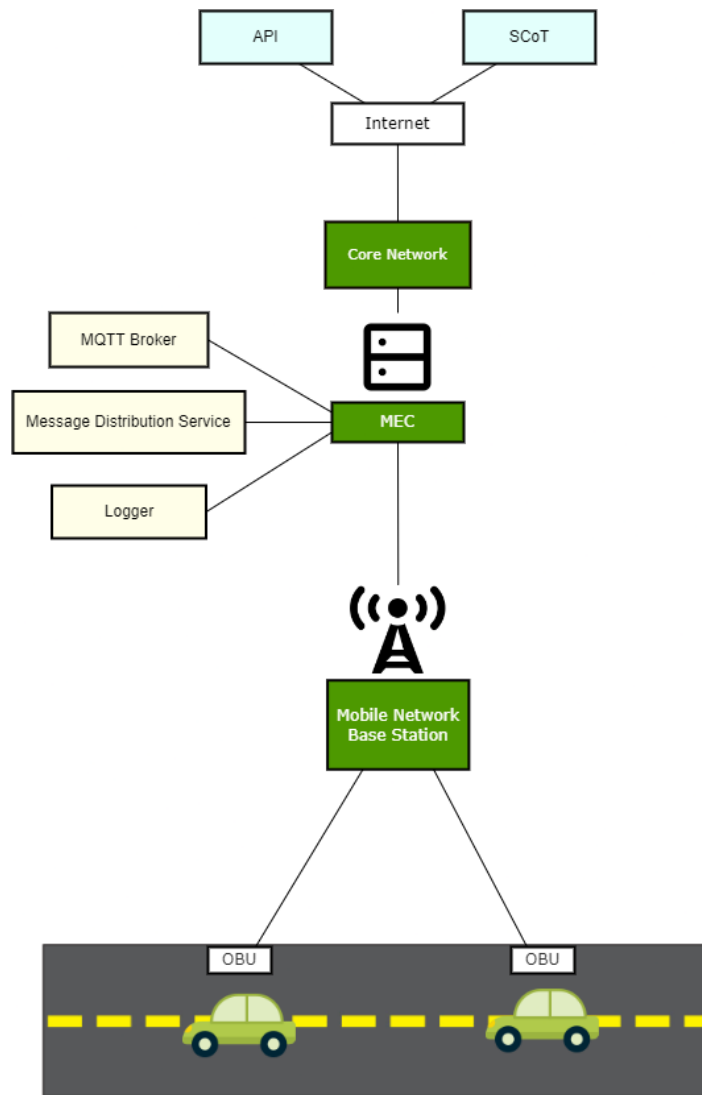 API
SCoT
Internet
Core Network
MQTT Broker
MEC
Message Distribution Service
Logger
Mobile Network
Base Station
OBU
OBU